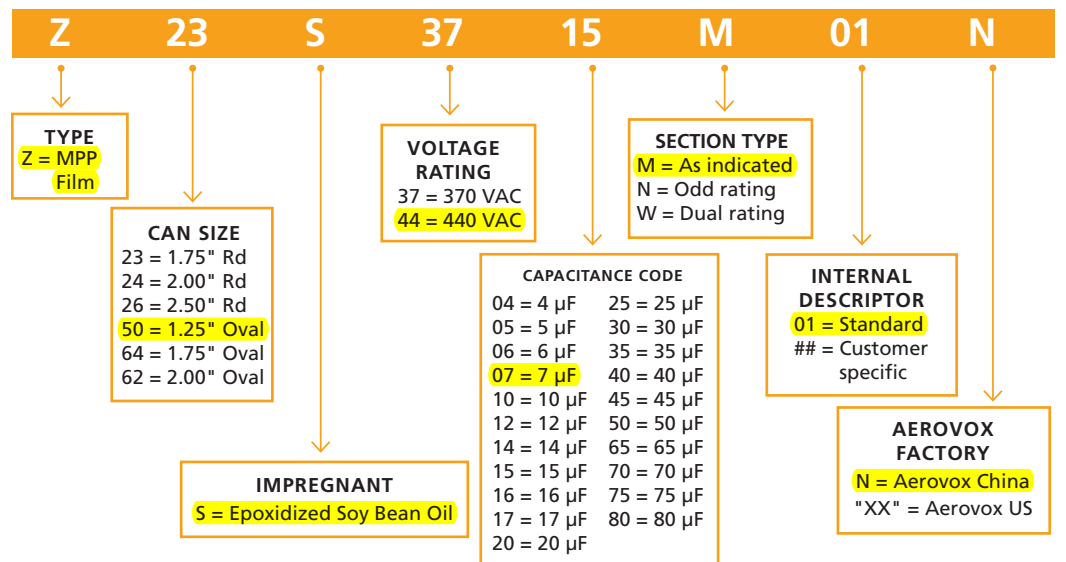 Z 23 S 37 15 M 01 N
TYPE
Z = MPP
Film
CAN SIZE
23 = 1.75" Rd
24 = 2.00" Rd
26 = 2.50" Rd
50 = 1.25" Oval
64 = 1.75" Oval
62 = 2.00" Oval
IMPREGNANT
S = Epoxidized Soy Bean Oil
VOLTAGE
RATING
37 = 370 VAC
44 = 440 VAC
CAPACITANCE CODE
04 = 4 µF
05 = 5 µF
06 = 6 µF
07 = 7 µF
10 = 10 µF
12 = 12 µF
14 = 14 µF
15 = 15 µF
16 = 16 µF
17 = 17 µF
20 = 20 µF
25 = 25 µF
30 = 30 µF
35 = 35 µF
40 = 40 µF
45 = 45 µF
50 = 50 µF
65 = 65 µF
70 = 70 µF
75 = 75 µF
80 = 80 µF
SECTION TYPE
M = As indicated
N = Odd rating
W = Dual rating
INTERNAL
DESCRIPTOR
01 = Standard
## = Customer
specific
AEROVOX
FACTORY
N = Aerovox China
"XX" = Aerovox US